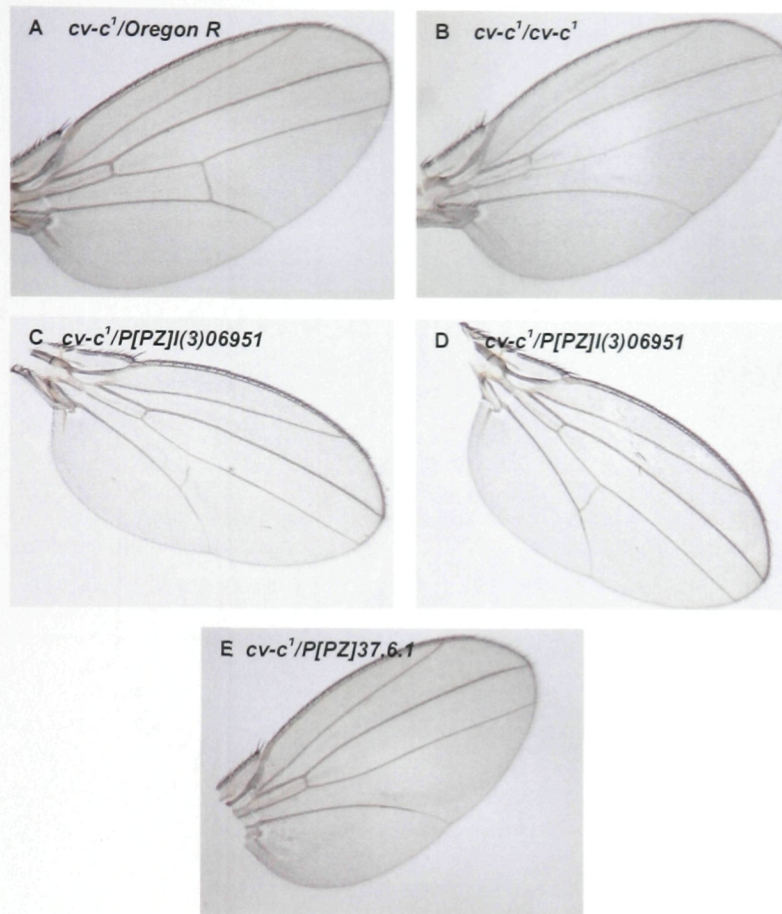 A cv-c¹/Oregon R
B cv-c¹/cv-c¹
C cv-c¹/P[PZ]l(3)06951
D cv-c¹/P[PZ]l(3)06951
E cv-c¹/P[PZ]37.6.1